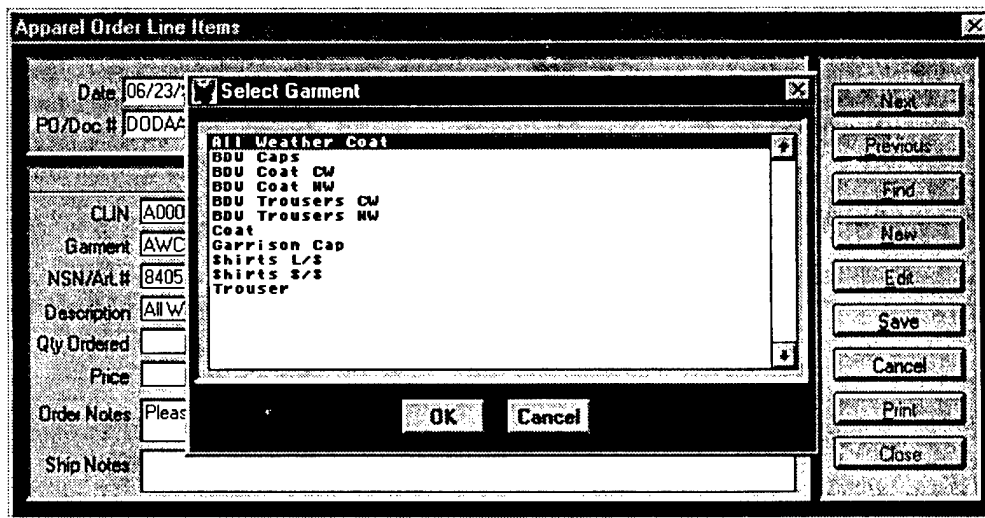 Apparel Order Line Items
Date 06/23/
PO/Doc # DODAA
Select Garment
All Weather Coat
BDU Caps
BDU Coat CW
BDU Coat HW
BDU Trousers CW
BDU Trousers HW
Coat
Garrison Cap
Shirts L/S
Shirts S/S
Trouser
OK Cancel
CLIN A000
Garment AWC
NSN/Art.# 8405
Description All W
Qty Ordered
Price
Order Notes Pleas
Ship Notes
Next
Previous
Find
New
Edit
Save
Cancel
Print
Close